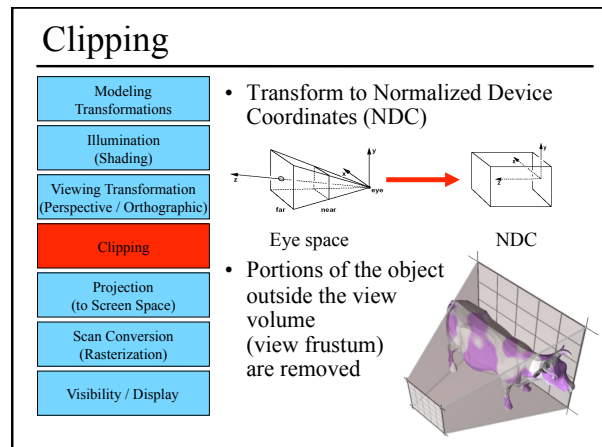 Clipping
Modeling
Transformations
Illumination
(Shading)
Viewing Transformation
(Perspective / Orthographic)
Clipping
Projection
(to Screen Space)
Scan Conversion
(Rasterization)
Visibility / Display
• Transform to Normalized Device
Coordinates (NDC)
y
x
z
eye
far
near
Eye space
y
x
z
NDC
• Portions of the object
outside the view
volume
(view frustum)
are removed